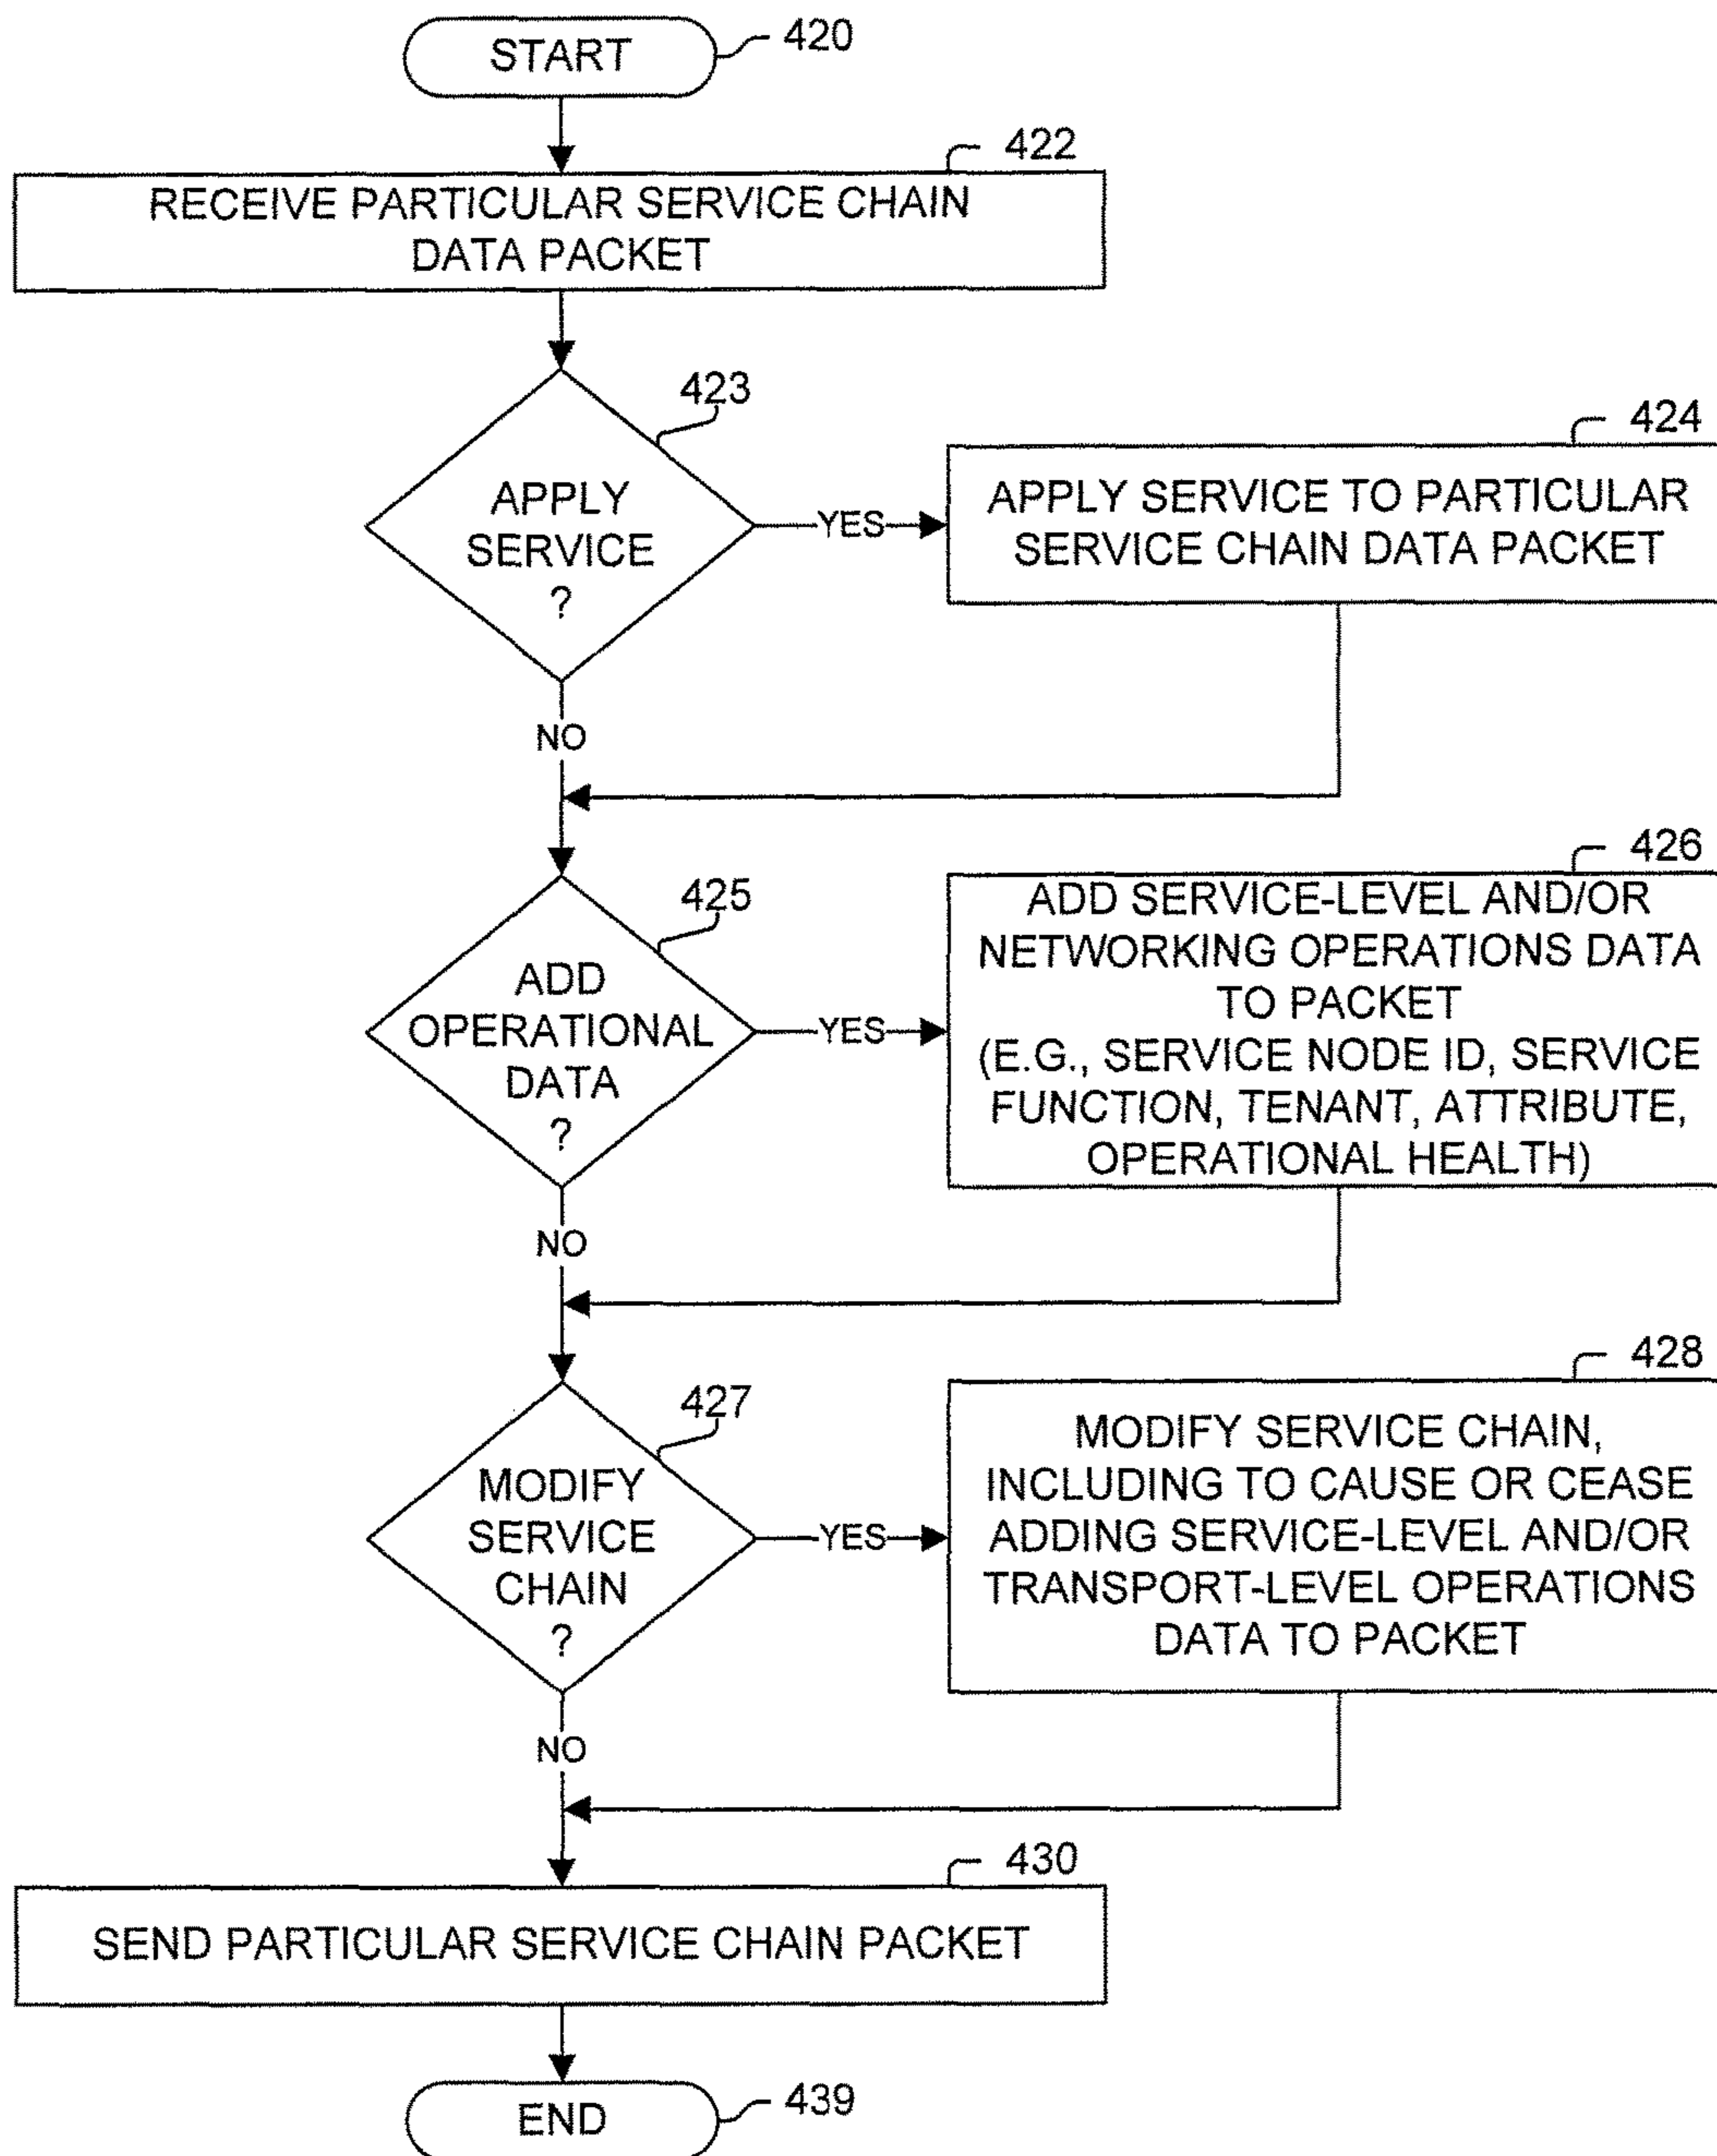 START
420
422
RECEIVE PARTICULAR SERVICE CHAIN
DATA PACKET
423
APPLY
SERVICE
?
YES
424
APPLY SERVICE TO PARTICULAR
SERVICE CHAIN DATA PACKET
NO
425
ADD
OPERATIONAL
DATA
?
YES
426
ADD SERVICE-LEVEL AND/OR
NETWORKING OPERATIONS DATA
TO PACKET
(E.G., SERVICE NODE ID, SERVICE
FUNCTION, TENANT, ATTRIBUTE,
OPERATIONAL HEALTH)
NO
427
MODIFY
SERVICE
CHAIN
?
YES
428
MODIFY SERVICE CHAIN,
INCLUDING TO CAUSE OR CEASE
ADDING SERVICE-LEVEL AND/OR
TRANSPORT-LEVEL OPERATIONS
DATA TO PACKET
NO
430
SEND PARTICULAR SERVICE CHAIN PACKET
END
439